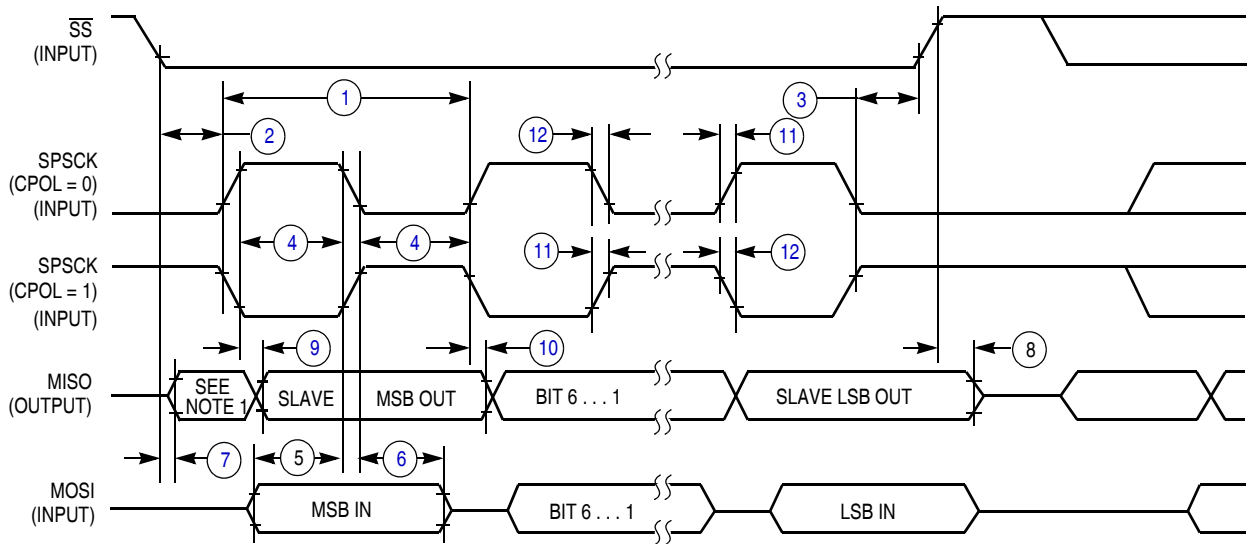 SS
(INPUT)
1
3
2
12
11
SPSCK
(CPOL = 0)
(INPUT)
4
4
11
12
SPSCK
(CPOL = 1)
(INPUT)
9
10
8
MISO
(OUTPUT)
SEE
NOTE 1
SLAVE
MSB OUT
BIT 6 . . . 1
SLAVE LSB OUT
7
5
6
MOSI
(INPUT)
MSB IN
BIT 6 . . . 1
LSB IN